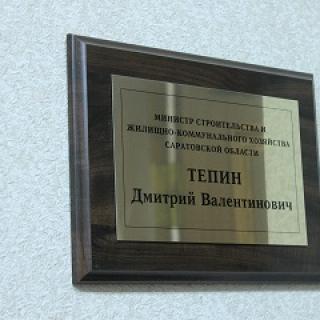 МИНИСТР СТРОИТЕЛЬСТВА И
ЖИЛИЩНО-КОММУНАЛЬНОГО ХОЗЯЙСТВА
САРАТОВСКОЙ ОБЛАСТИ
ТЕПИН
Дмитрий Валентинович